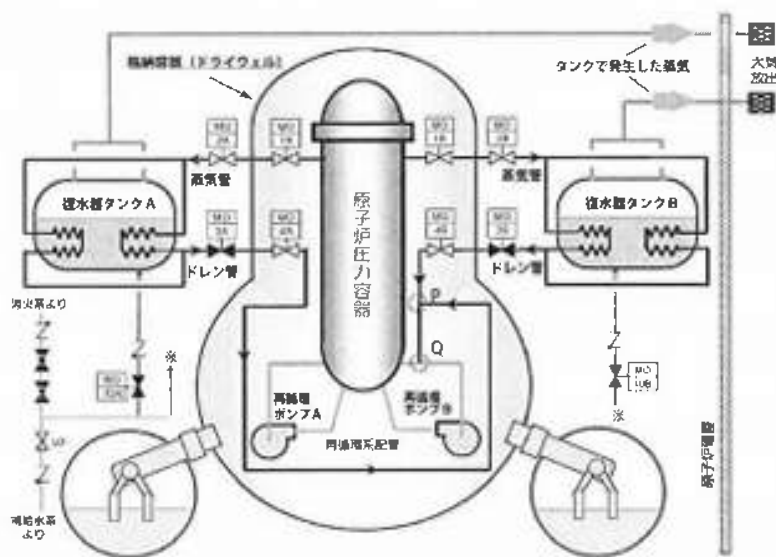 格納容器（ドライウェル）
タンクで発生した蒸気
大気
放出
MO
2A
MO
1A
MO
1B
MO
2B
蒸気管
蒸気管
復水器タンクA
復水器タンクB
原子炉圧力容器
MO
3A
MO
4A
MO
4B
MO
3B
ドレン管
ドレン管
P
Q
消火系より
※
MO
10A
MO
10B
※
再循環
ポンプA
再循環
ポンプB
再循環系配管
原子炉建屋
補給水系
より